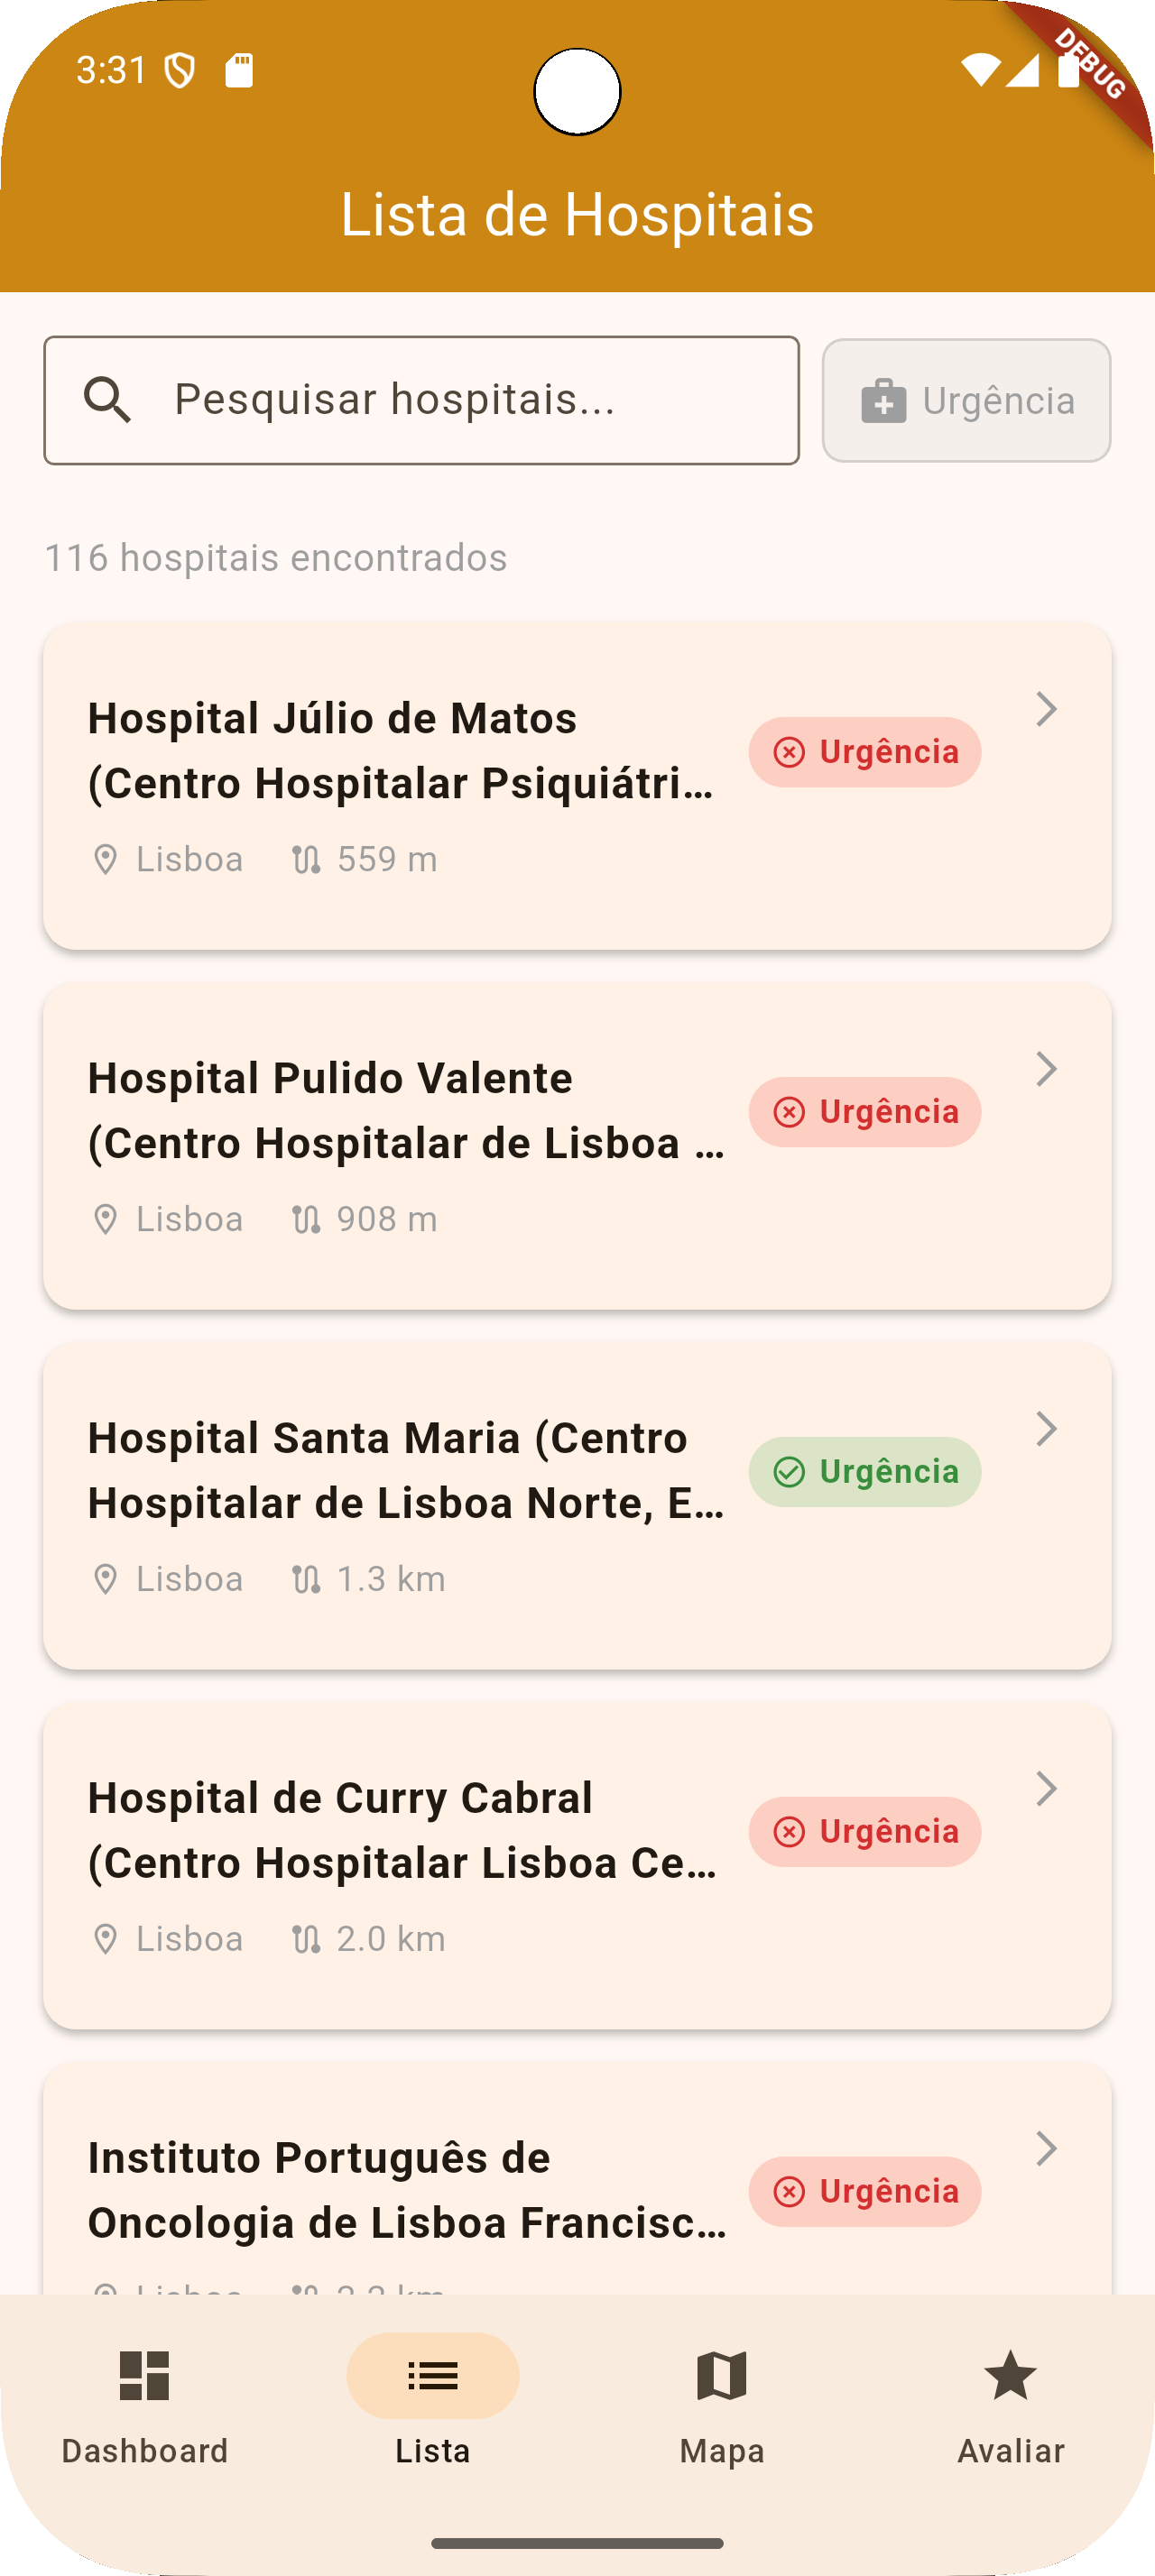 3:31
DEBUG
Lista de Hospitais
Pesquisar hospitais...
Urgência
116 hospitais encontrados
Hospital Júlio de Matos
(Centro Hospitalar Psiquiátri...
Urgência
Lisboa 559 m
Hospital Pulido Valente
(Centro Hospitalar de Lisboa ...
Urgência
Lisboa 908 m
Hospital Santa Maria (Centro
Hospitalar de Lisboa Norte, E...
Urgência
Lisboa 1.3 km
Hospital de Curry Cabral
(Centro Hospitalar Lisboa Ce...
Urgência
Lisboa 2.0 km
Instituto Português de
Oncologia de Lisboa Francisc...
Urgência
Dashboard
Lista
Mapa
Avaliar